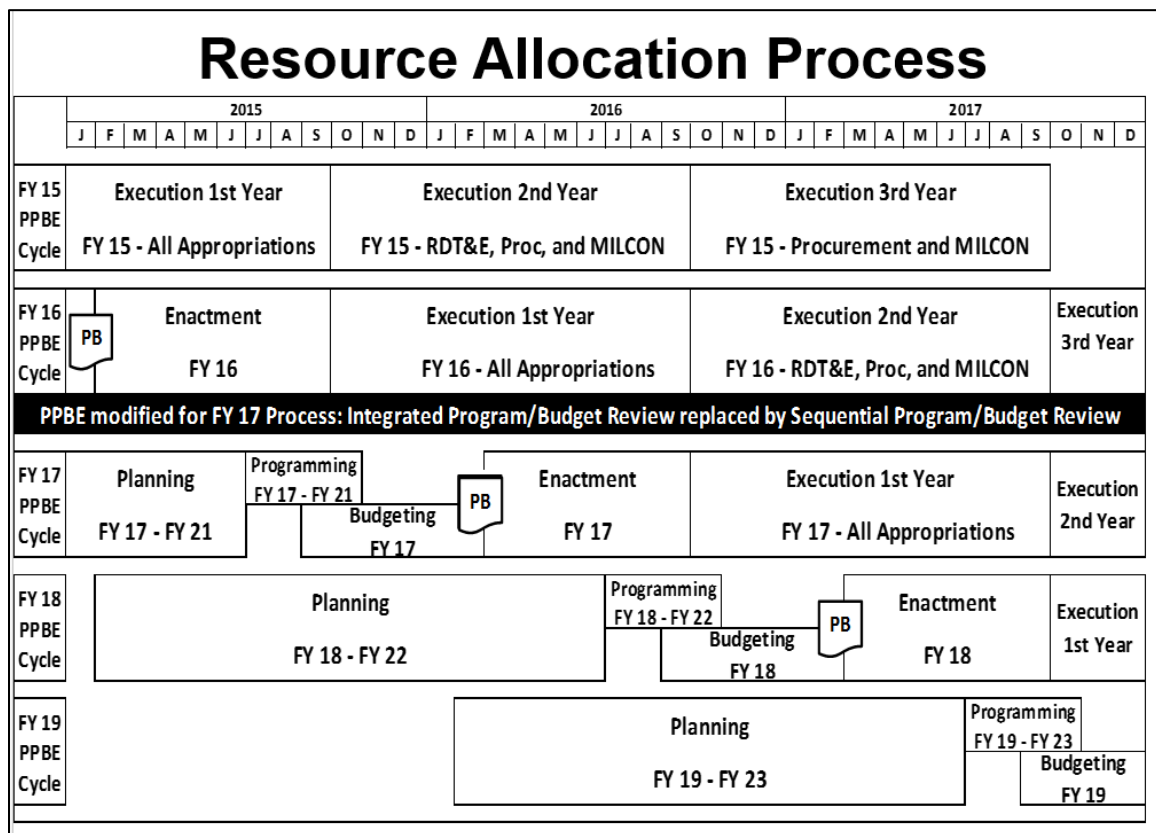 Resource Allocation Process
2015 2016 2017
J F M A M J J A S O N D J F M A M J J A S O N D J F M A M J J A S O N D
FY 15
PPBE
Cycle
Execution 1st Year
FY 15 - All Appropriations
Execution 2nd Year
FY 15 - RDT&E, Proc, and MILCON
Execution 3rd Year
FY 15 - Procurement and MILCON
FY 16
PPBE
Cycle
PB
Enactment
FY 16
Execution 1st Year
FY 16 - All Appropriations
Execution 2nd Year
FY 16 - RDT&E, Proc, and MILCON
Execution
3rd Year
PPBE modified for FY 17 Process: Integrated Program/Budget Review replaced by Sequential Program/Budget Review
FY 17
PPBE
Cycle
Planning
FY 17 - FY 21
Programming
FY 17 - FY 21
Budgeting
FY 17
PB
Enactment
FY 17
Execution 1st Year
FY 17 - All Appropriations
Execution
2nd Year
FY 18
PPBE
Cycle
Planning
FY 18 - FY 22
Programming
FY 18 - FY 22
Budgeting
FY 18
PB
Enactment
FY 18
Execution
1st Year
FY 19
PPBE
Cycle
Planning
FY 19 - FY 23
Programming
FY 19 - FY 23
Budgeting
FY 19